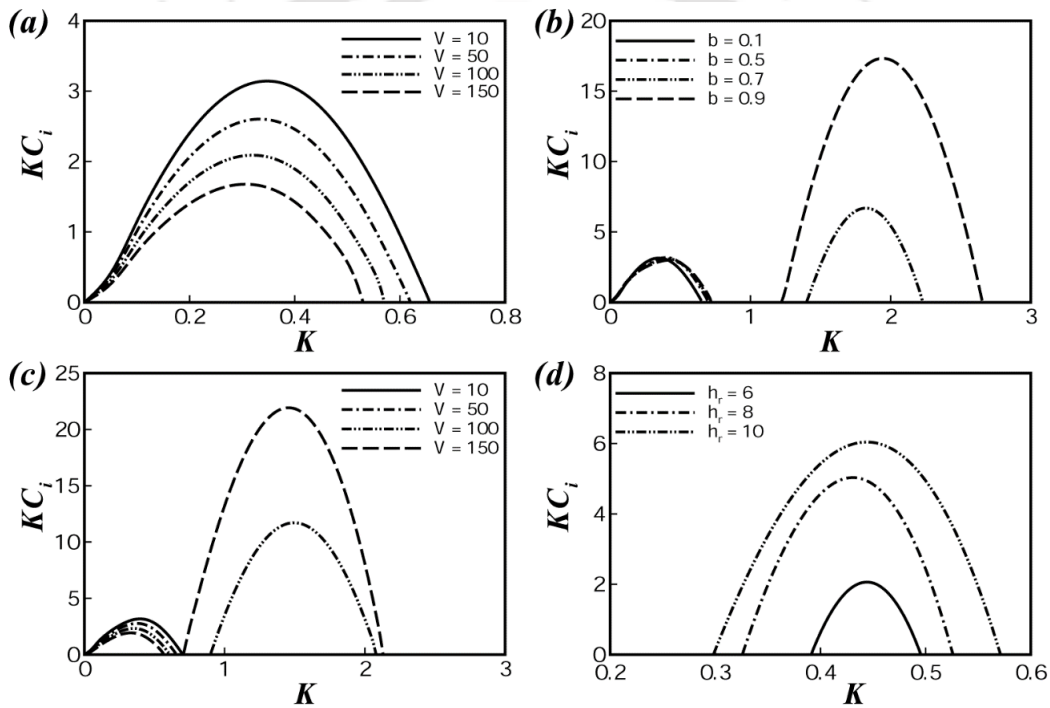 (a)
4
3
2
1
0
KC_i
V = 10
V = 50
V = 100
V = 150
0 0.2 0.4 0.6 0.8
K
(b)
20
15
10
5
0
KC_i
b = 0.1
b = 0.5
b = 0.7
b = 0.9
0 1 2 3
K
(c)
25
20
15
10
5
0
KC_i
V = 10
V = 50
V = 100
V = 150
0 1 2 3
K
(d)
8
6
4
2
0
KC_i
h_r = 6
h_r = 8
h_r = 10
0.2 0.3 0.4 0.5 0.6
K